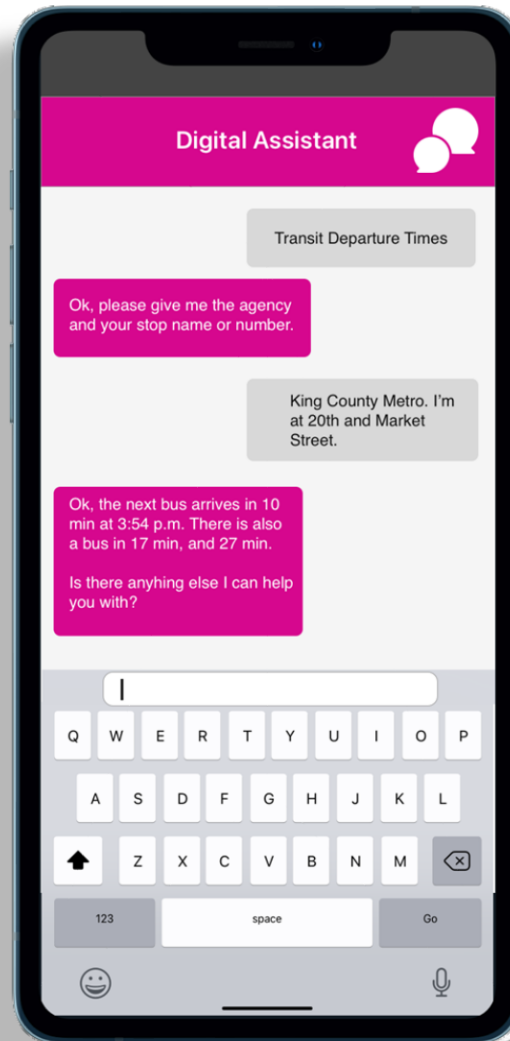 Digital Assistant
Transit Departure Times
Ok, please give me the agency
and your stop name or number.
King County Metro. I'm
at 20th and Market
Street.
Ok, the next bus arrives in 10
min at 3:54 p.m. There is also
a bus in 17 min, and 27 min.
Is there anyhing else I can help
you with?
Q W E R T Y U I O P
A S D F G H J K L
Z X C V B N M
123 space Go